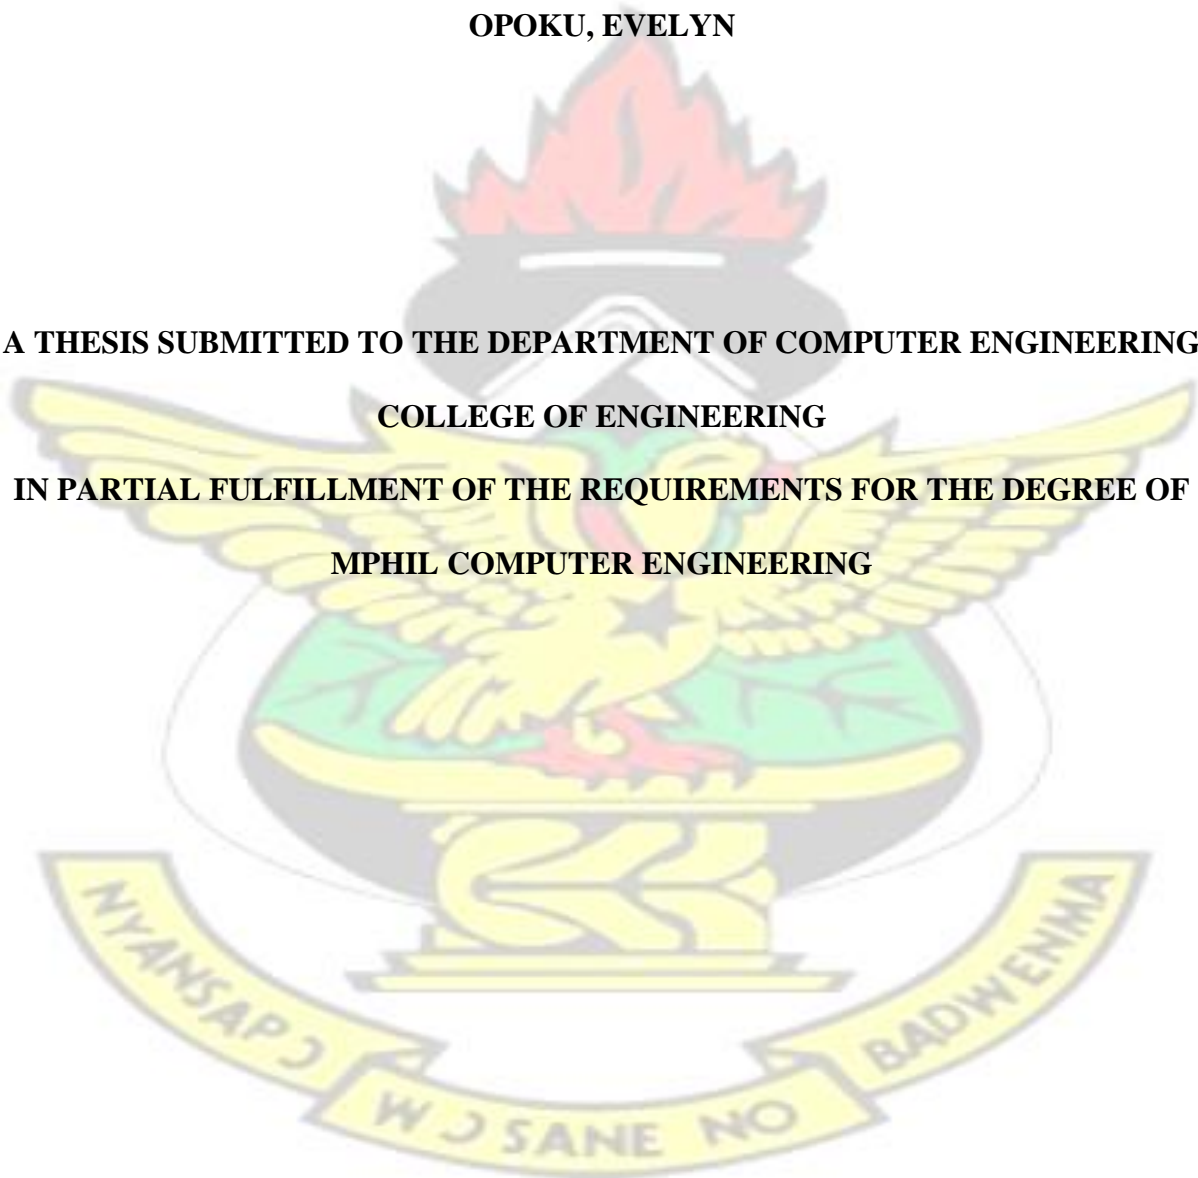 OPOKU, EVELYN
A THESIS SUBMITTED TO THE DEPARTMENT OF COMPUTER ENGINEERING
COLLEGE OF ENGINEERING
IN PARTIAL FULFILLMENT OF THE REQUIREMENTS FOR THE DEGREE OF
MPHIL COMPUTER ENGINEERING
NYANSAPƆ
WƆSANE NO
BADWENMA